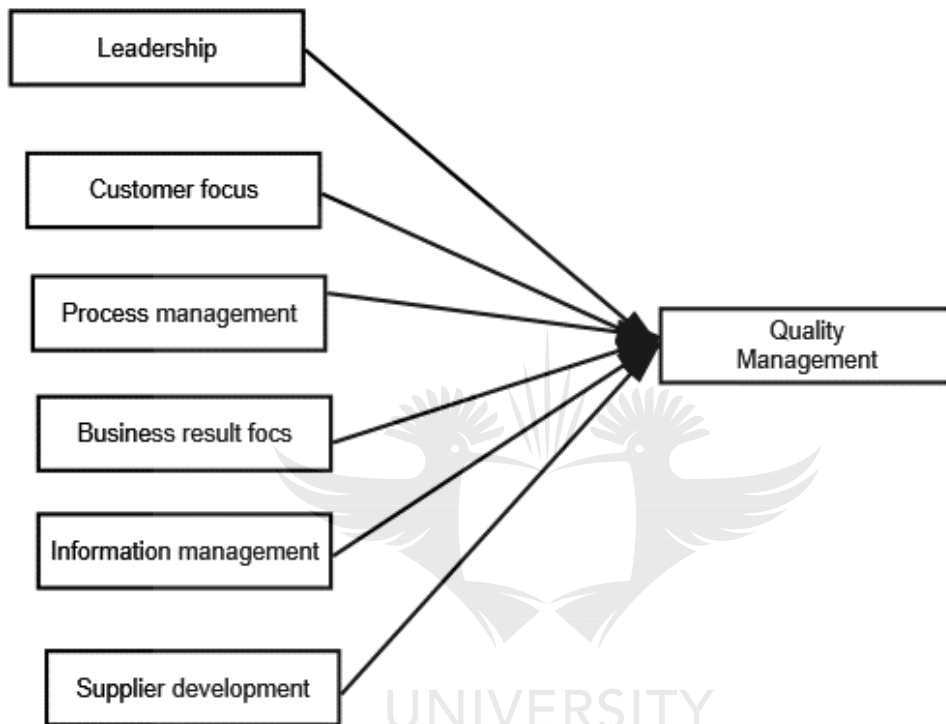 Leadership
Customer focus
Process management
Quality
Management
Business result focs
Information management
Supplier development
UNIVERSITY